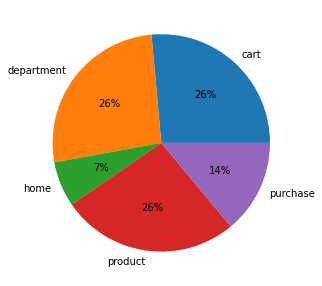 cart
department
26%
26%
7%
14%
home
purchase
26%
product